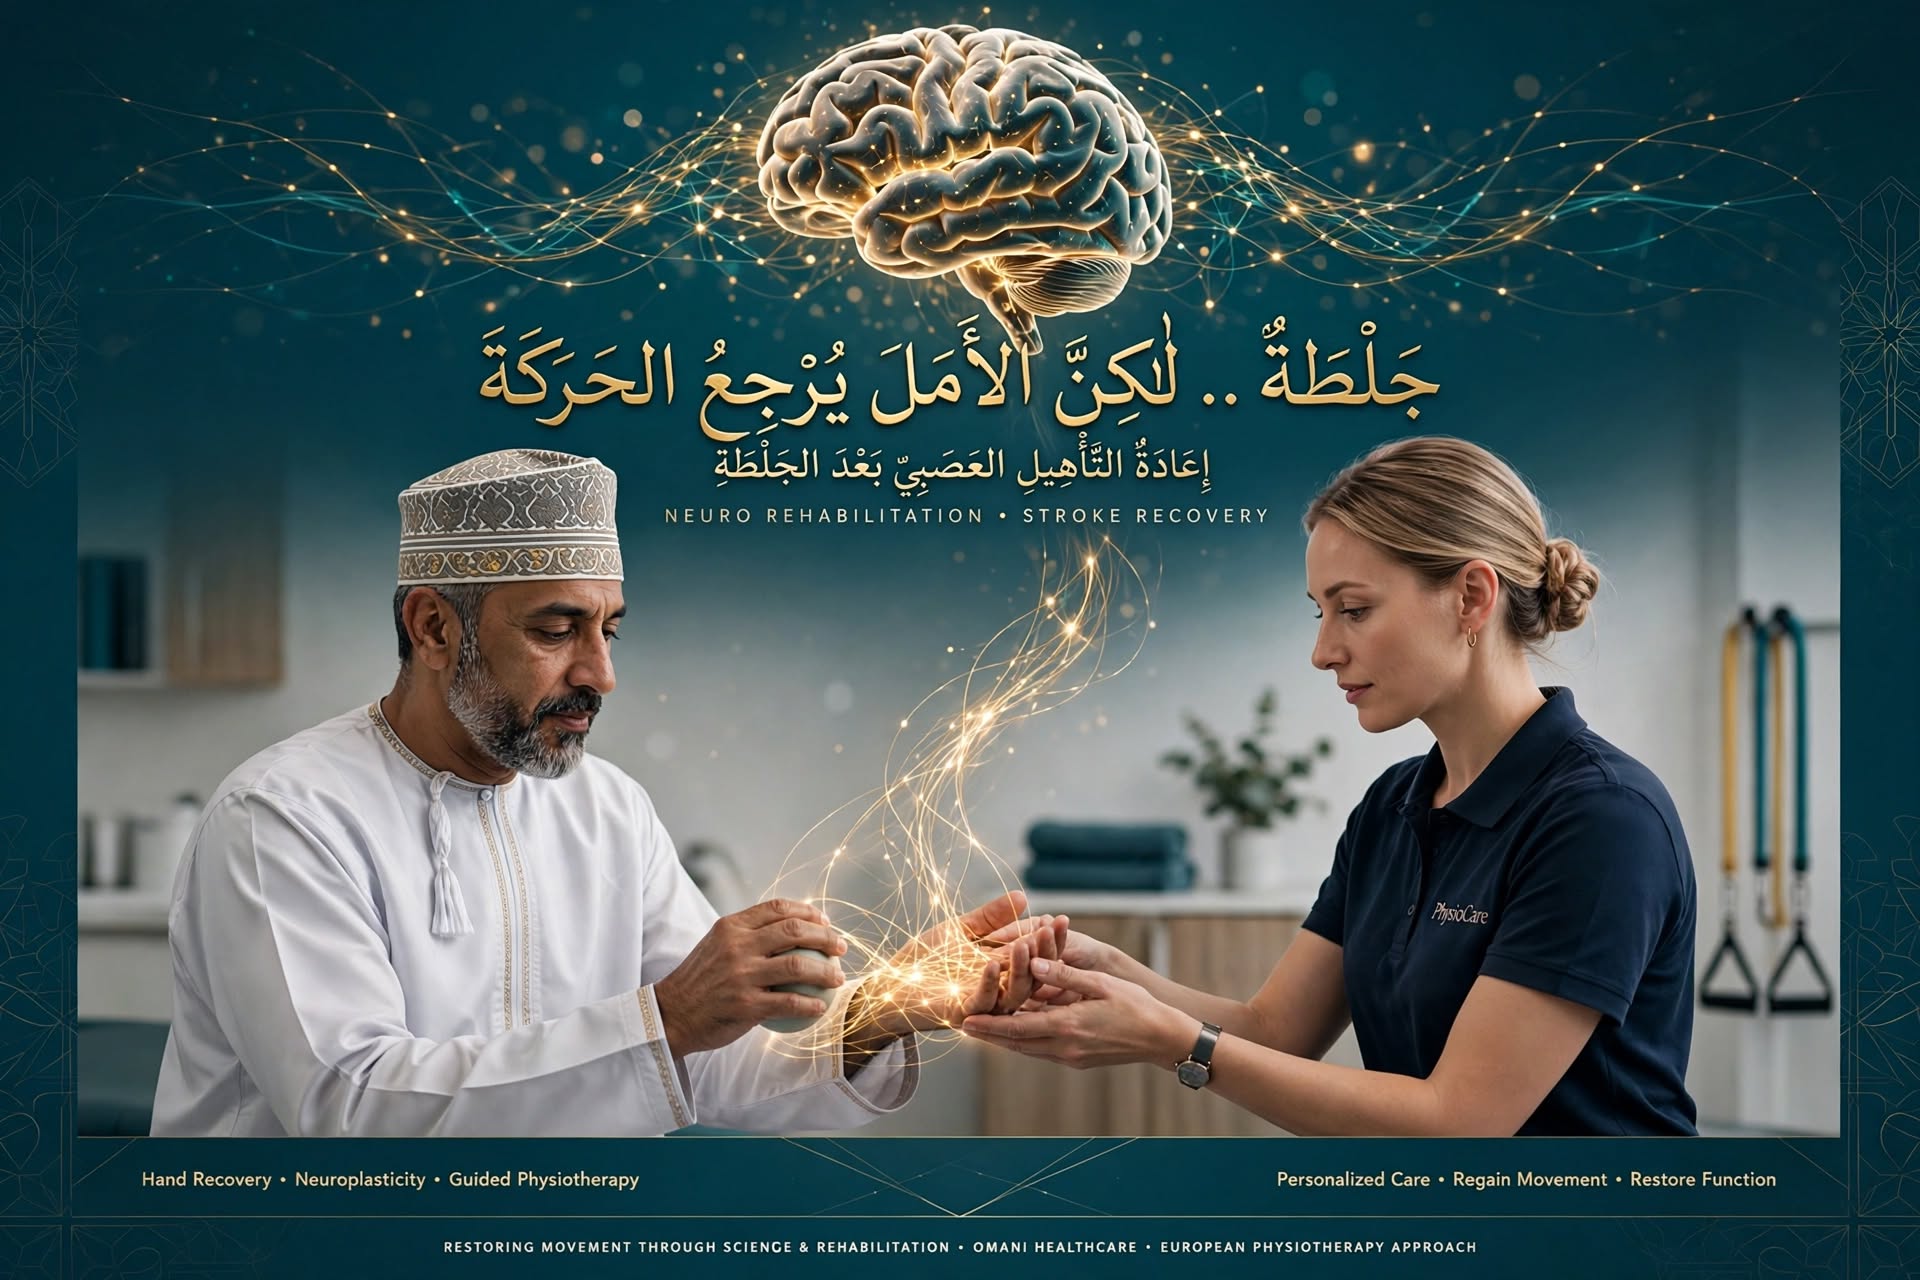 جَلْطَةٌ .. لٰكِنَّ الأَمَلَ يُرْجِعُ الحَرَكَةَ
إِعَادَةُ التَّأْهِيلِ العَصَبِيّ بَعْدَ الجَلْطَةِ
NEURO REHABILITATION • STROKE RECOVERY
PhysioCare
Hand Recovery • Neuroplasticity • Guided Physiotherapy
Personalized Care • Regain Movement • Restore Function
RESTORING MOVEMENT THROUGH SCIENCE & REHABILITATION • OMANI HEALTHCARE • EUROPEAN PHYSIOTHERAPY APPROACH